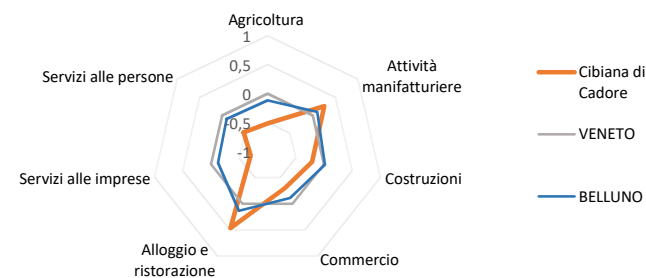 Agricoltura
1
0,5
0
-0,5
-1
Attività
manifatturiere
Costruzioni
Commercio
Alloggio e
ristorazione
Servizi alle imprese
Servizi alle persone
Cibiana di
Cadore
VENETO
BELLUNO